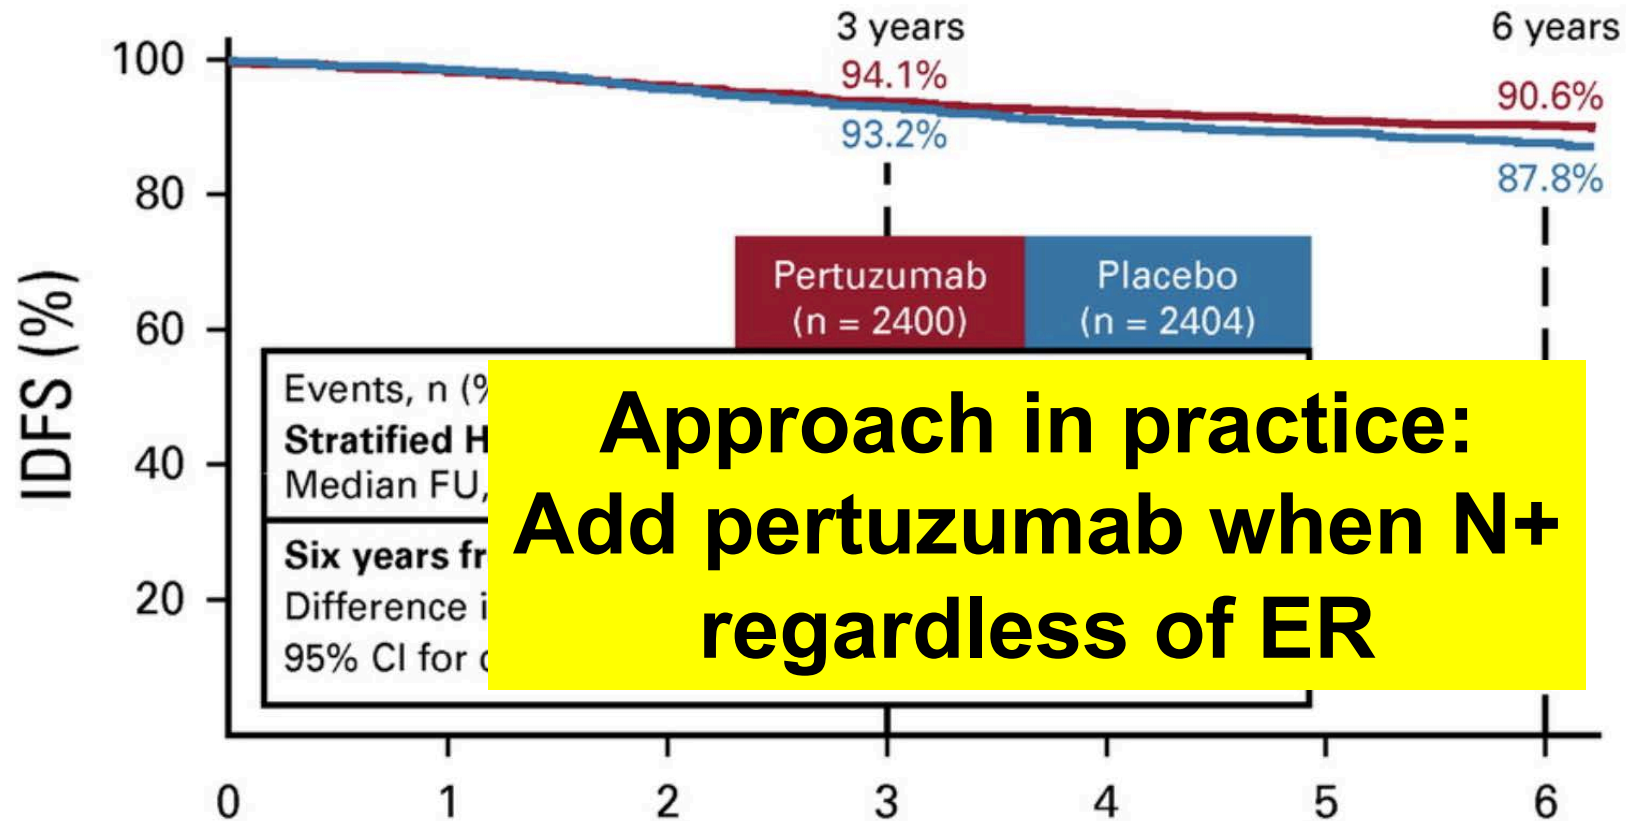 3 years
6 years
94.1%
90.6%
93.2%
87.8%
100
80
60
40
20
IDFS (%)
Pertuzumab
(n = 2400)
Placebo
(n = 2404)
Events, n (%
Stratified H
Median FU,
Six years fr
Difference i
95% CI for
Approach in practice:
Add pertuzumab when N+
regardless of ER
0
1
2
3
4
5
6